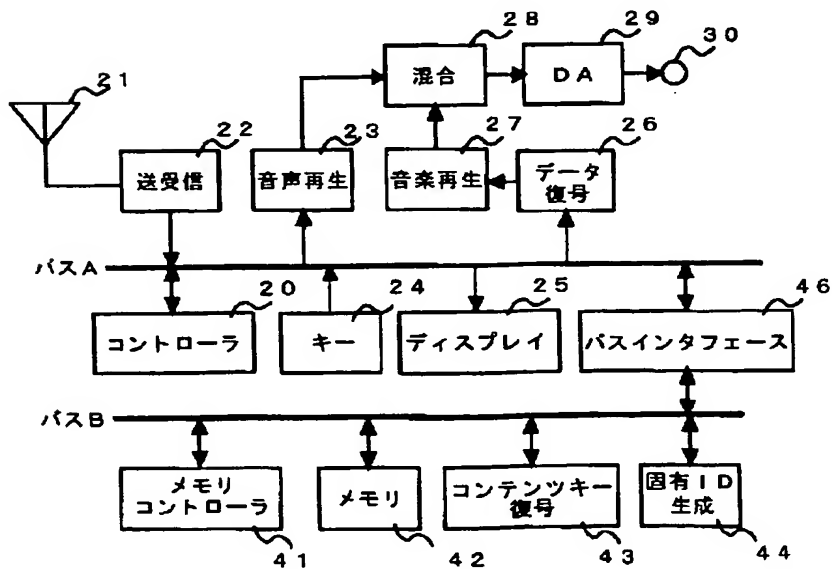 28
29
30
混合
DA
21
22
23
27
26
送受信
音声再生
音楽再生
データ
復号
バスA
20
24
25
46
コントローラ
キー
ディスプレイ
バスインタフェース
バスB
メモリ
コントローラ
メモリ
コンテンツキー
復号
固有ID
生成
41
42
43
44